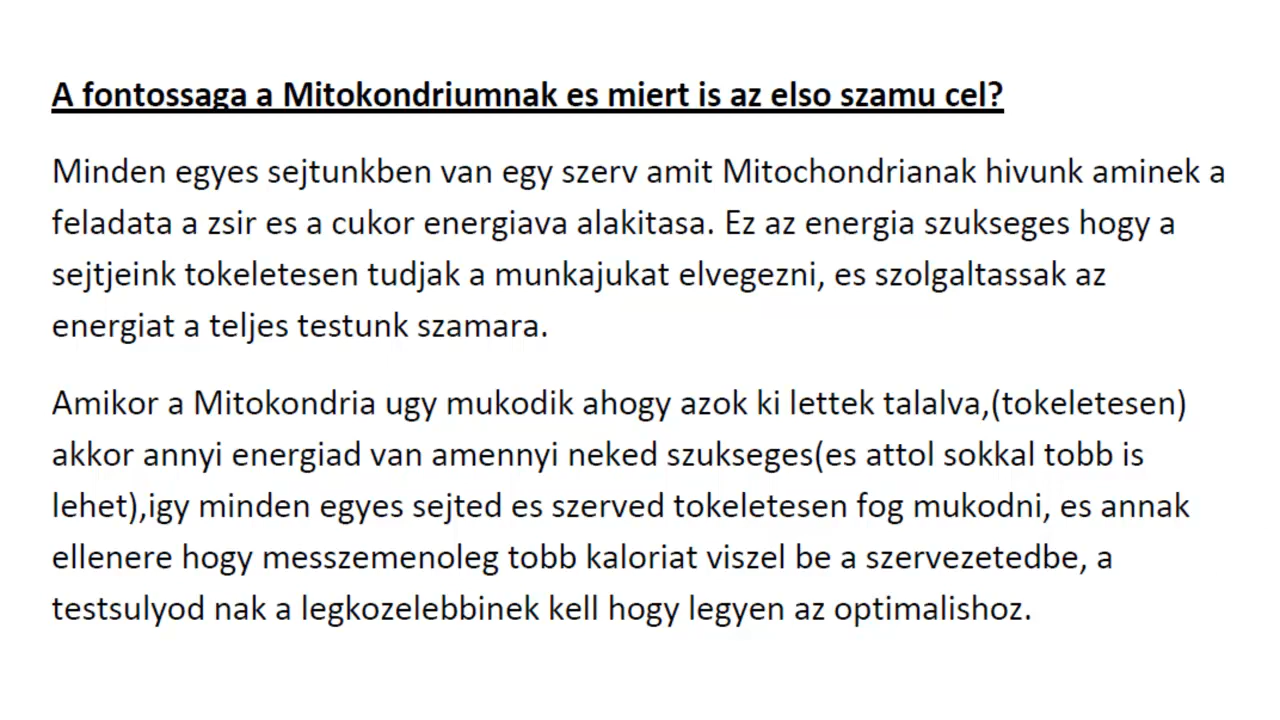 A fontossaga a Mitokondriumnak es miert is az elso szamu cel?
Minden egyes sejtunkben van egy szerv amit Mitochondrianak hivunk aminek a
feladata a zsir es a cukor energiava alakitasa. Ez az energia szukseges hogy a
sejtjeink tokeletesen tudjak a munkajukat elvegezni, es szolgaltassak az
energiat a teljes testunk szamara.
Amikor a Mitokondria ugy mukodik ahogy azok ki lettek talalva,(tokeletesen)
akkor annyi energiad van amennyi neked szukseges(es attol sokkal tobb is
lehet),igy minden egyes sejted es szerved tokeletesen fog mukodni, es annak
ellenere hogy messzemenoleg tobb kaloriat viszel be a szervezetedbe, a
testsulyod nak a legkozelebbinek kell hogy legyen az optimalishoz.